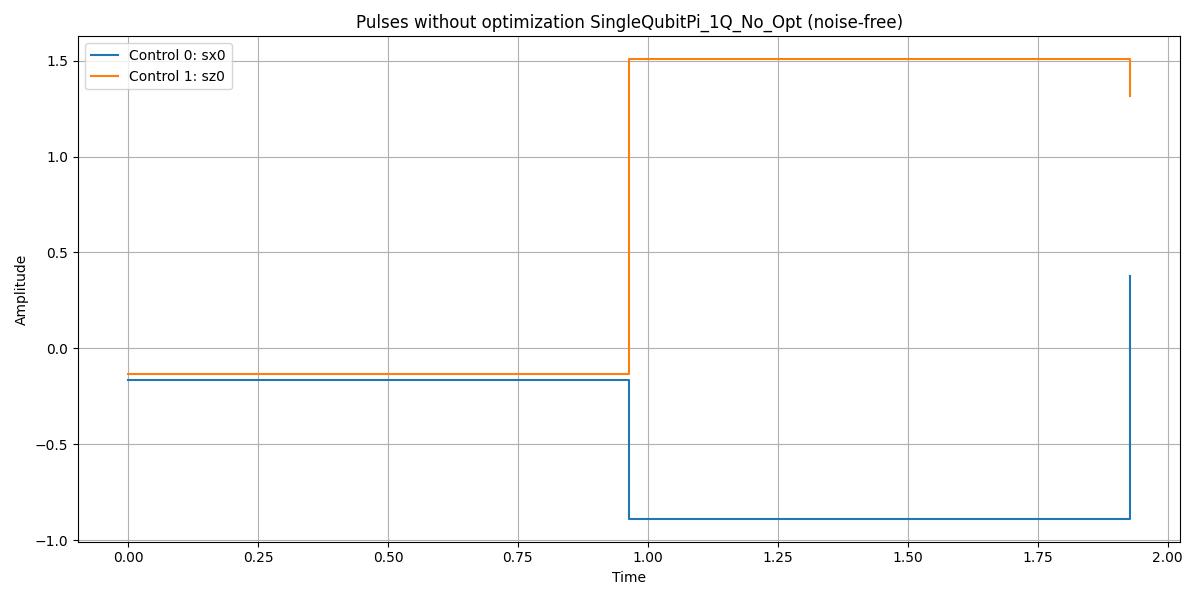 Pulses without optimization SingleQubitPi_1Q_No_Opt (noise-free)
Control 0: sx0
Control 1: sz0
1.5
1.0
0.5
0.0
−0.5
−1.0
Amplitude
0.00 0.25 0.50 0.75 1.00 1.25 1.50 1.75 2.00
Time